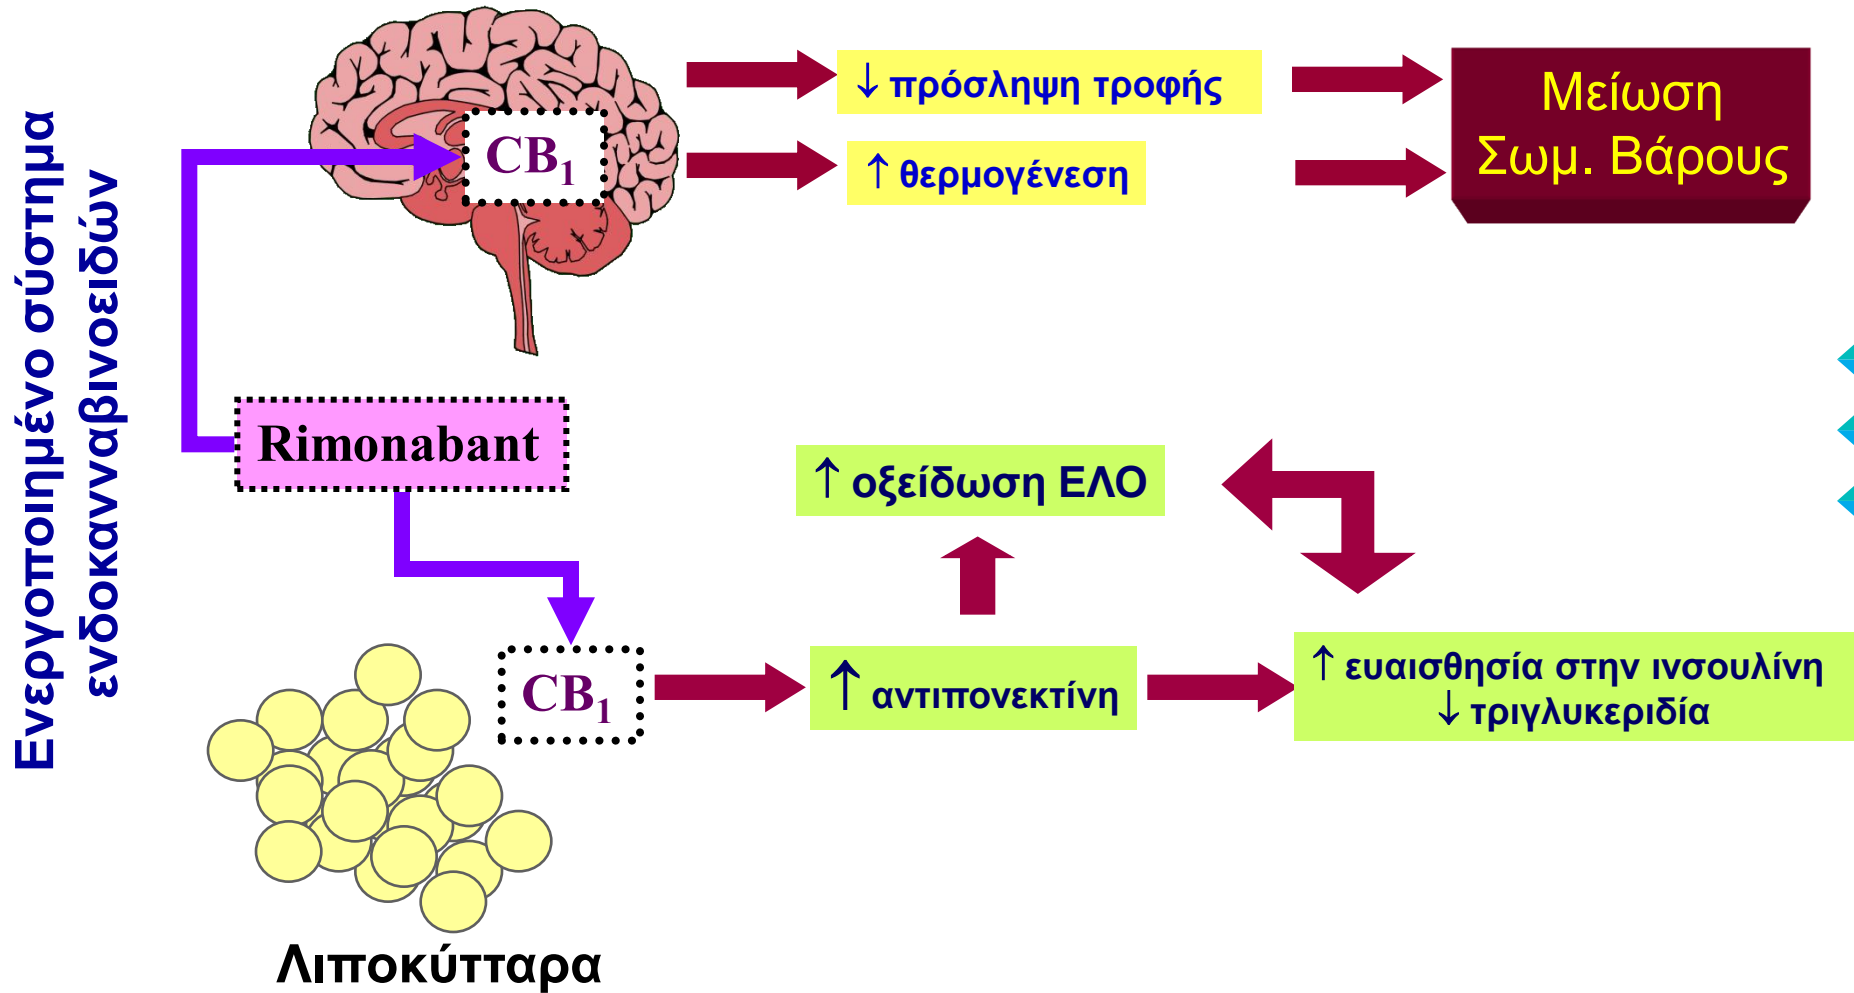 Ενεργοποιημένο σύστημα
ενδοκανναβινοειδών
CB1
↓ πρόσληψη τροφής
↑ θερμογένεση
Μείωση
Σωμ. Βάρους
Rimonabant
↑ οξείδωση ΕΛΟ
CB1
↑ αντιπονεκτίνη
↑ ευαισθησία στην ινσουλίνη
↓ τριγλυκεριδία
Λιποκύτταρα